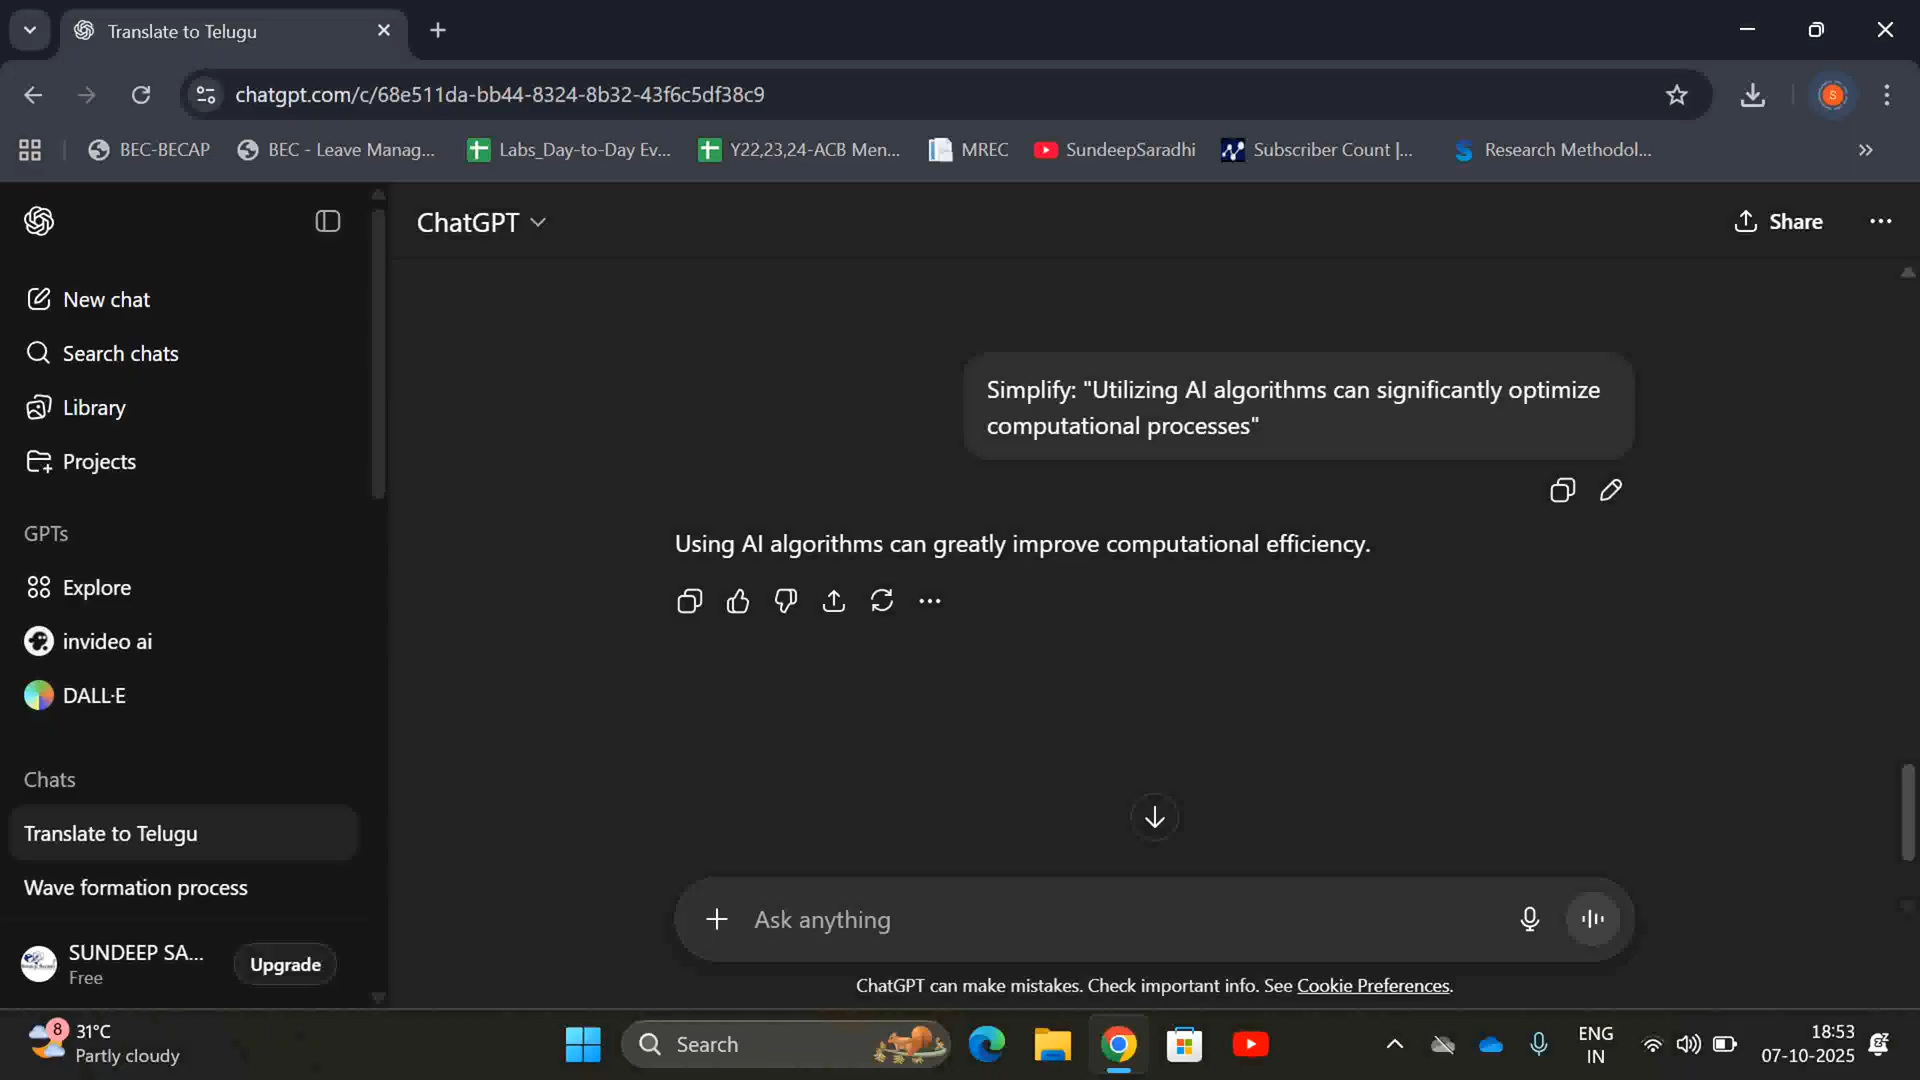 Translate to Telugu
chatgpt.com/c/68e511da-bb44-8324-8b32-43f6c5df38c9
BEC-BECAP
BEC - Leave Manag...
Labs_Day-to-Day Ev...
Y22,23,24-ACB Men...
MREC
SundeepSaradhi
Subscriber Count |...
Research Methodol...
ChatGPT
Share
New chat
Search chats
Library
Projects
GPTs
Explore
invideo ai
DALL·E
Chats
Translate to Telugu
Wave formation process
SUNDEEP SA...
Free
Upgrade
Simplify: "Utilizing AI algorithms can significantly optimize
computational processes"
Using AI algorithms can greatly improve computational efficiency.
Ask anything
ChatGPT can make mistakes. Check important info. See Cookie Preferences.
8
31°C
Partly cloudy
Search
ENG
IN
18:53
07-10-2025